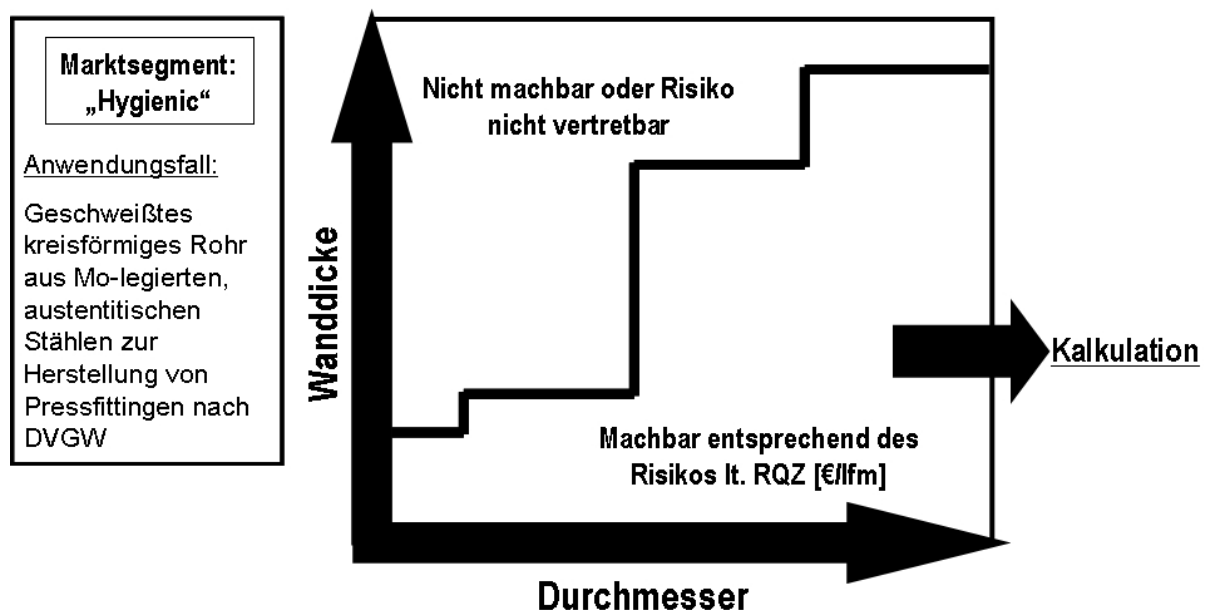 Marktsegment:
„Hygienic“
Anwendungsfall:
Geschweißtes
kreisförmiges Rohr
aus Mo-legierten,
austentitischen
Stählen zur
Herstellung von
Pressfittingen nach
DVGW
Nicht machbar oder Risiko
nicht vertretbar
Wanddicke
Kalkulation
Machbar entsprechend des
Risikos lt. RQZ [€/lfm]
Durchmesser